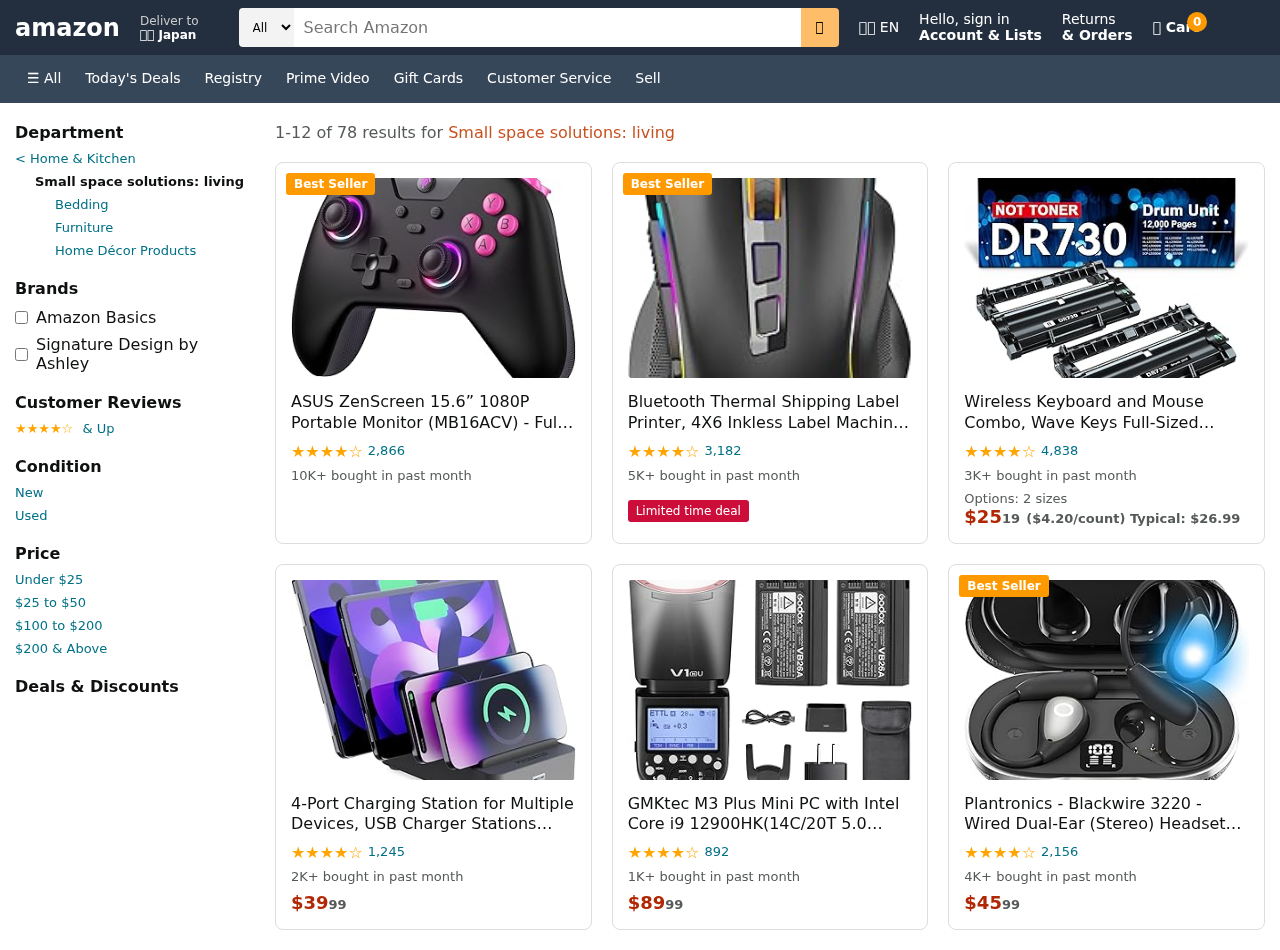 amazon
Deliver to
Japan
All
Search Amazon
EN
Hello, sign in
Account & Lists
Returns
& Orders
0
☰ All
Today's Deals
Registry
Prime Video
Gift Cards
Customer Service
Sell
Department
< Home & Kitchen
Small space solutions: living
Bedding
Furniture
Home Décor Products
Brands
Amazon Basics
Signature Design by
Ashley
Customer Reviews
★★★★☆ & Up
Condition
New
Used
Price
Under $25
$25 to $50
$100 to $200
$200 & Above
Deals & Discounts
1-12 of 78 results for Small space solutions: living
Best Seller
Y
X
B
A
ASUS ZenScreen 15.6” 1080P
Portable Monitor (MB16ACV) - Ful...
★★★★☆ 2,866
10K+ bought in past month
Best Seller
Bluetooth Thermal Shipping Label
Printer, 4X6 Inkless Label Machin...
★★★★☆ 3,182
5K+ bought in past month
Limited time deal
NOT TONER
DR730
Drum Unit
12,000 Pages
DR730
DR730
Wireless Keyboard and Mouse
Combo, Wave Keys Full-Sized...
★★★★☆ 4,838
3K+ bought in past month
Options: 2 sizes
$25 19 ($4.20/count) Typical: $26.99
4-Port Charging Station for Multiple
Devices, USB Charger Stations...
★★★★☆ 1,245
2K+ bought in past month
$39 99
V1
ETTL
+0.3
Godox
VB26A
Godox
VB26A
GMKtec M3 Plus Mini PC with Intel
Core i9 12900HK(14C/20T 5.0...
★★★★☆ 892
1K+ bought in past month
$89 99
Best Seller
100
Plantronics - Blackwire 3220 -
Wired Dual-Ear (Stereo) Headset...
★★★★☆ 2,156
4K+ bought in past month
$45 99